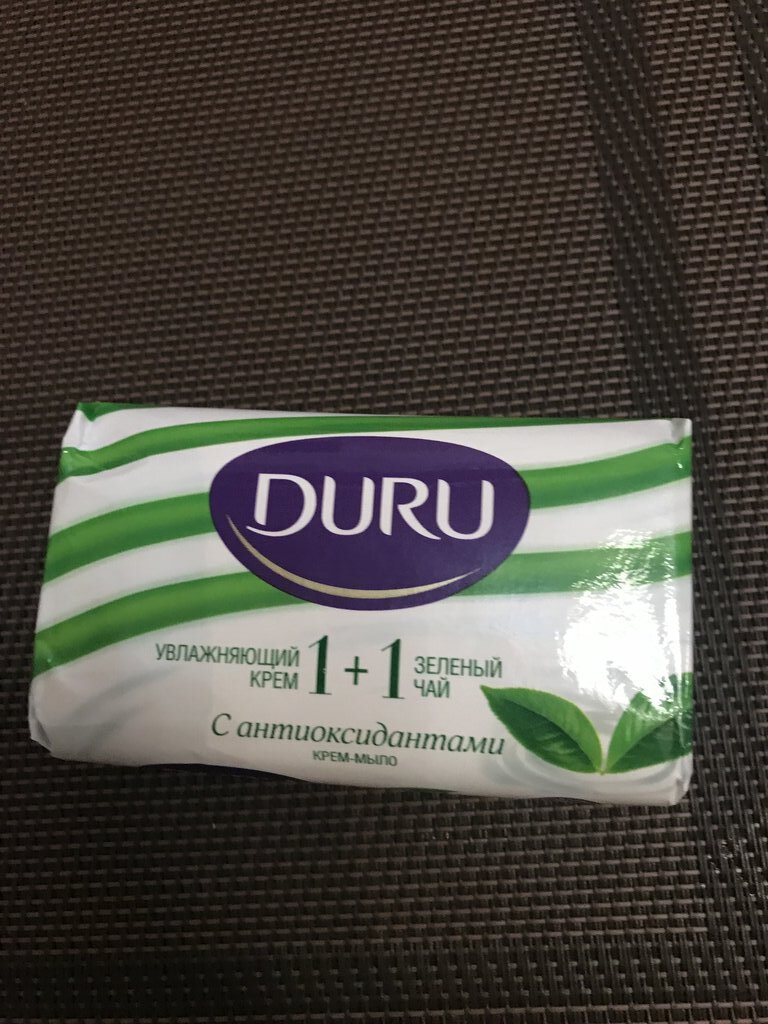 DURU
УВЛАЖНЯЮЩИЙ КРЕМ 1+1 ЗЕЛЕНЫЙ ЧАЙ
С антиоксидантами
КРЕМ-МЫЛО